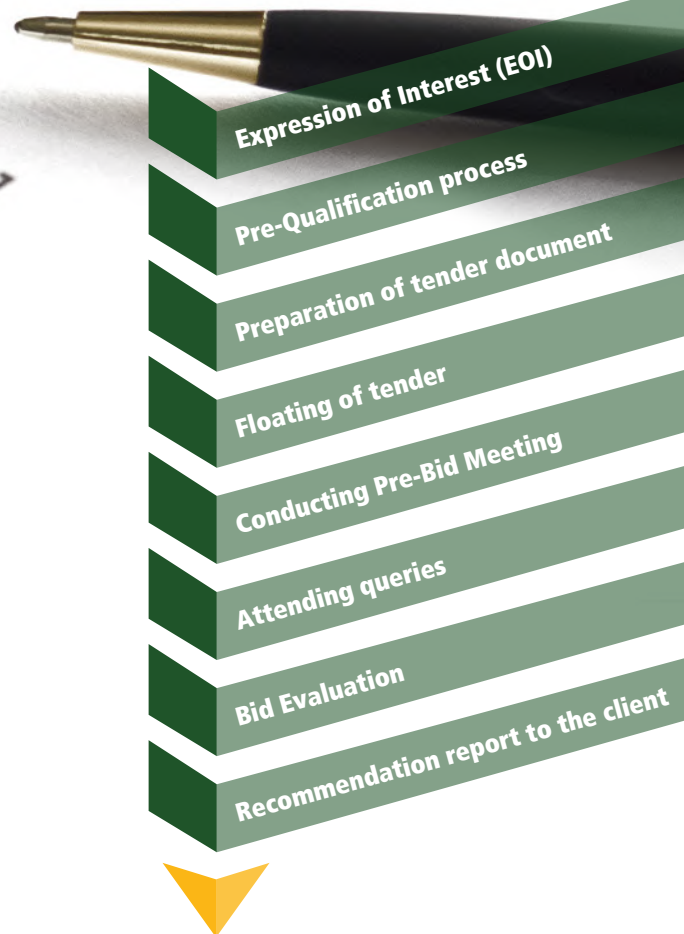 Expression of Interest (EOI)
Pre-Qualification process
Preparation of tender document
Floating of tender
Conducting Pre-Bid Meeting
Attending queries
Bid Evaluation
Recommendation report to the client